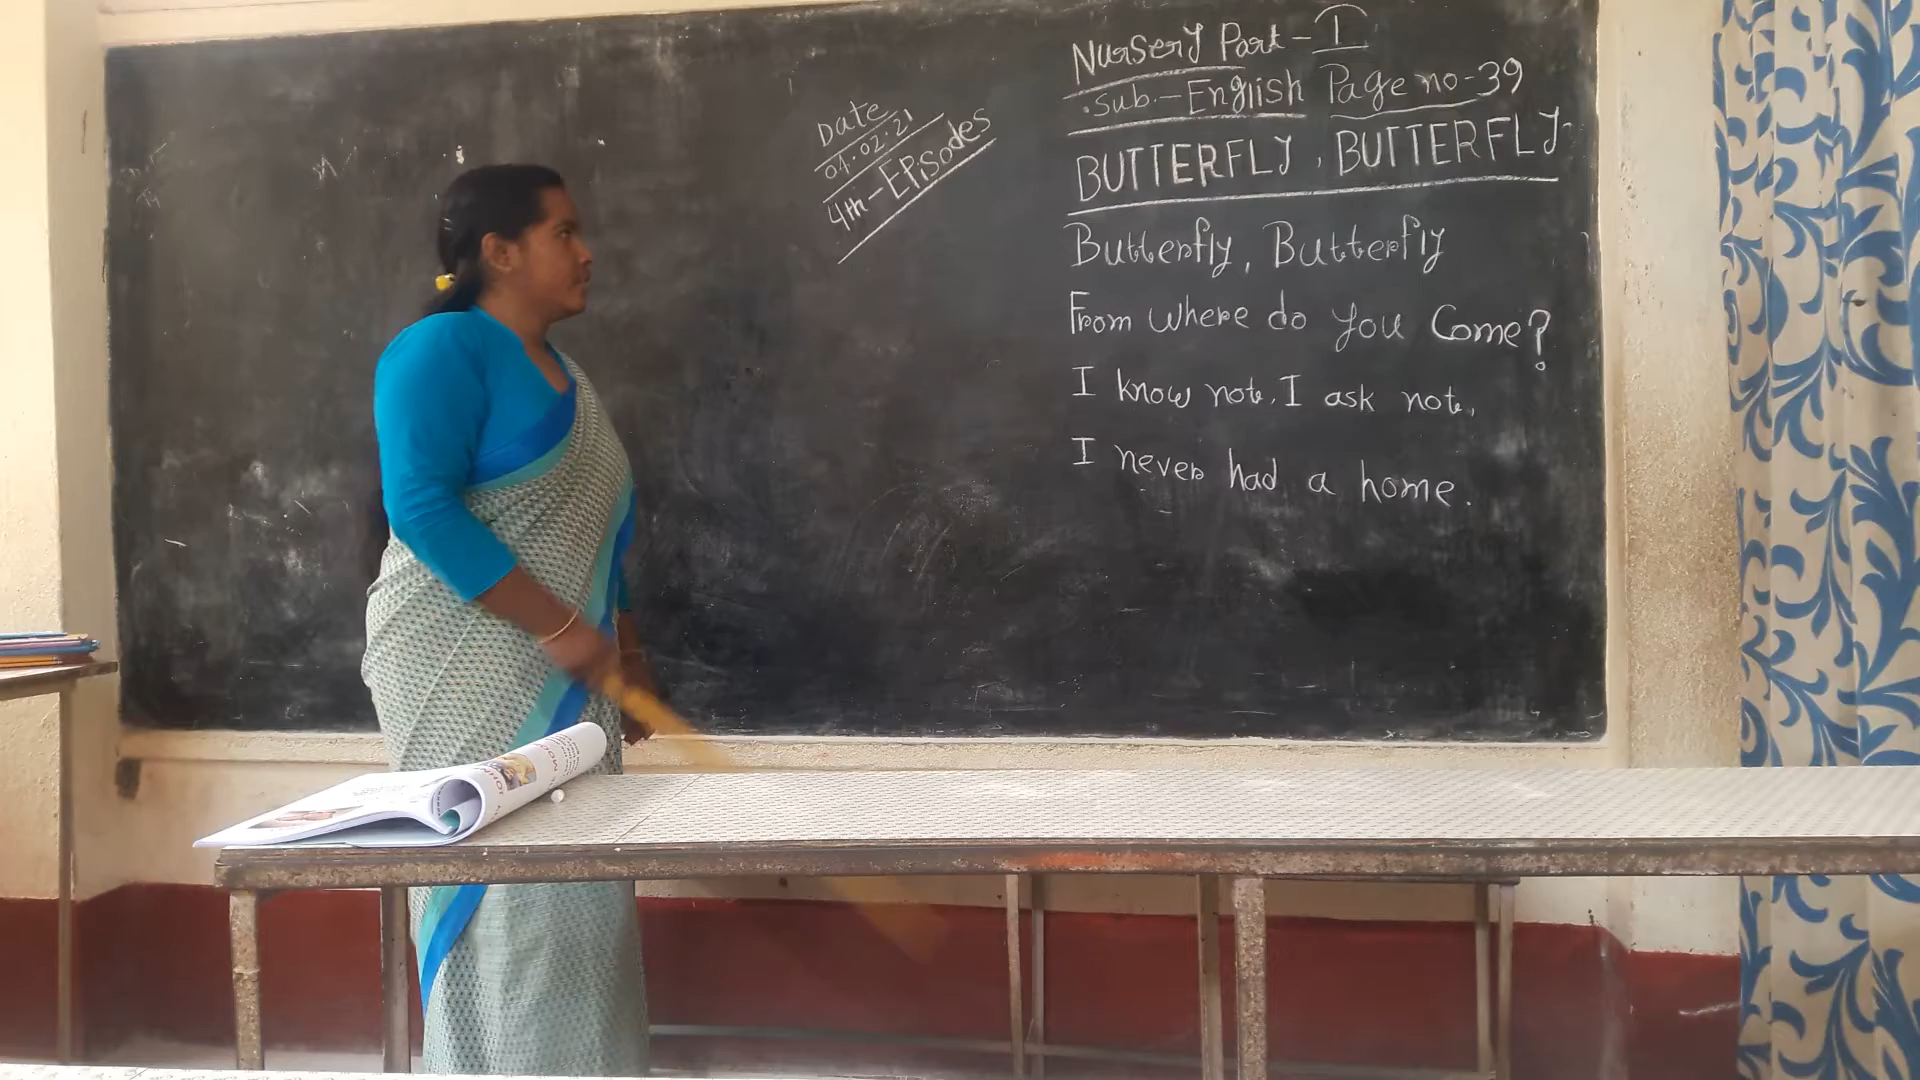 Date
04.02.21
4th-EPisodes
Nursery Part - I
sub.-English Page no-39
BUTTERFLY, BUTTERFLY
Butterfly, Butterfly
From where do you Come?
I know not, I ask not,
I never had a home.